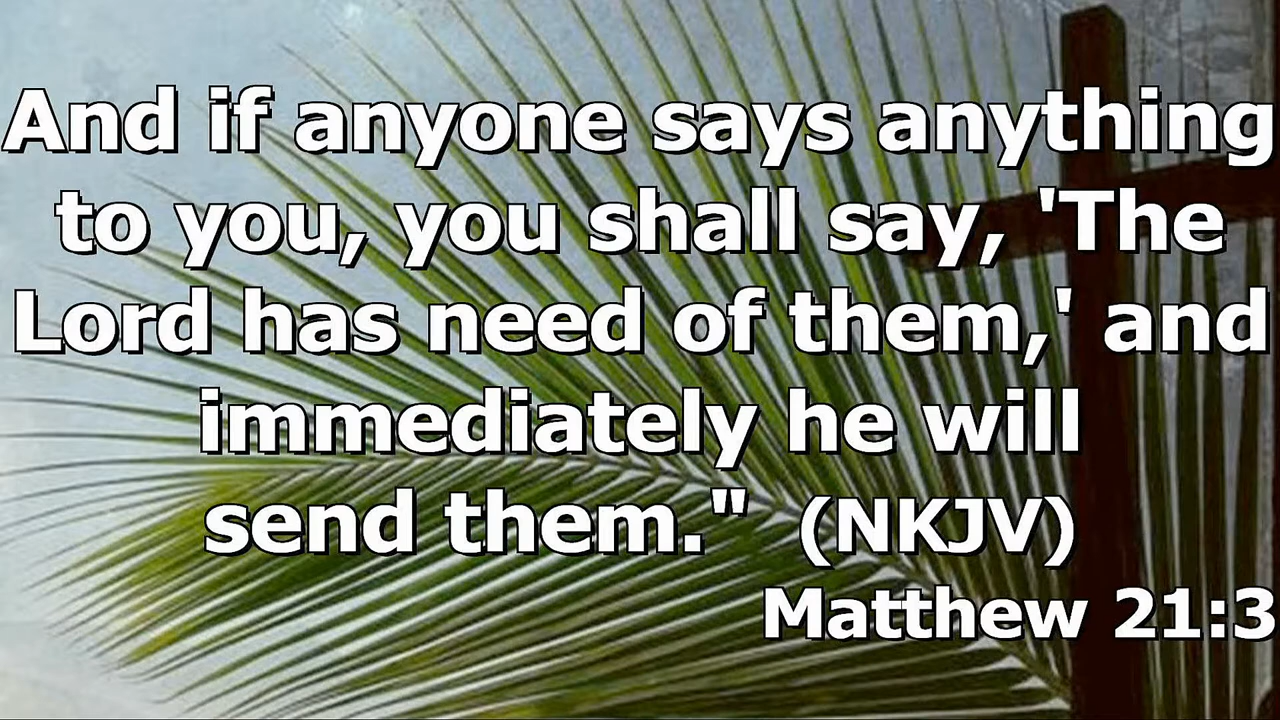 And if anyone says anything
to you, you shall say, 'The
Lord has need of them,' and
immediately he will
send them." (NKJV)
Matthew 21:3